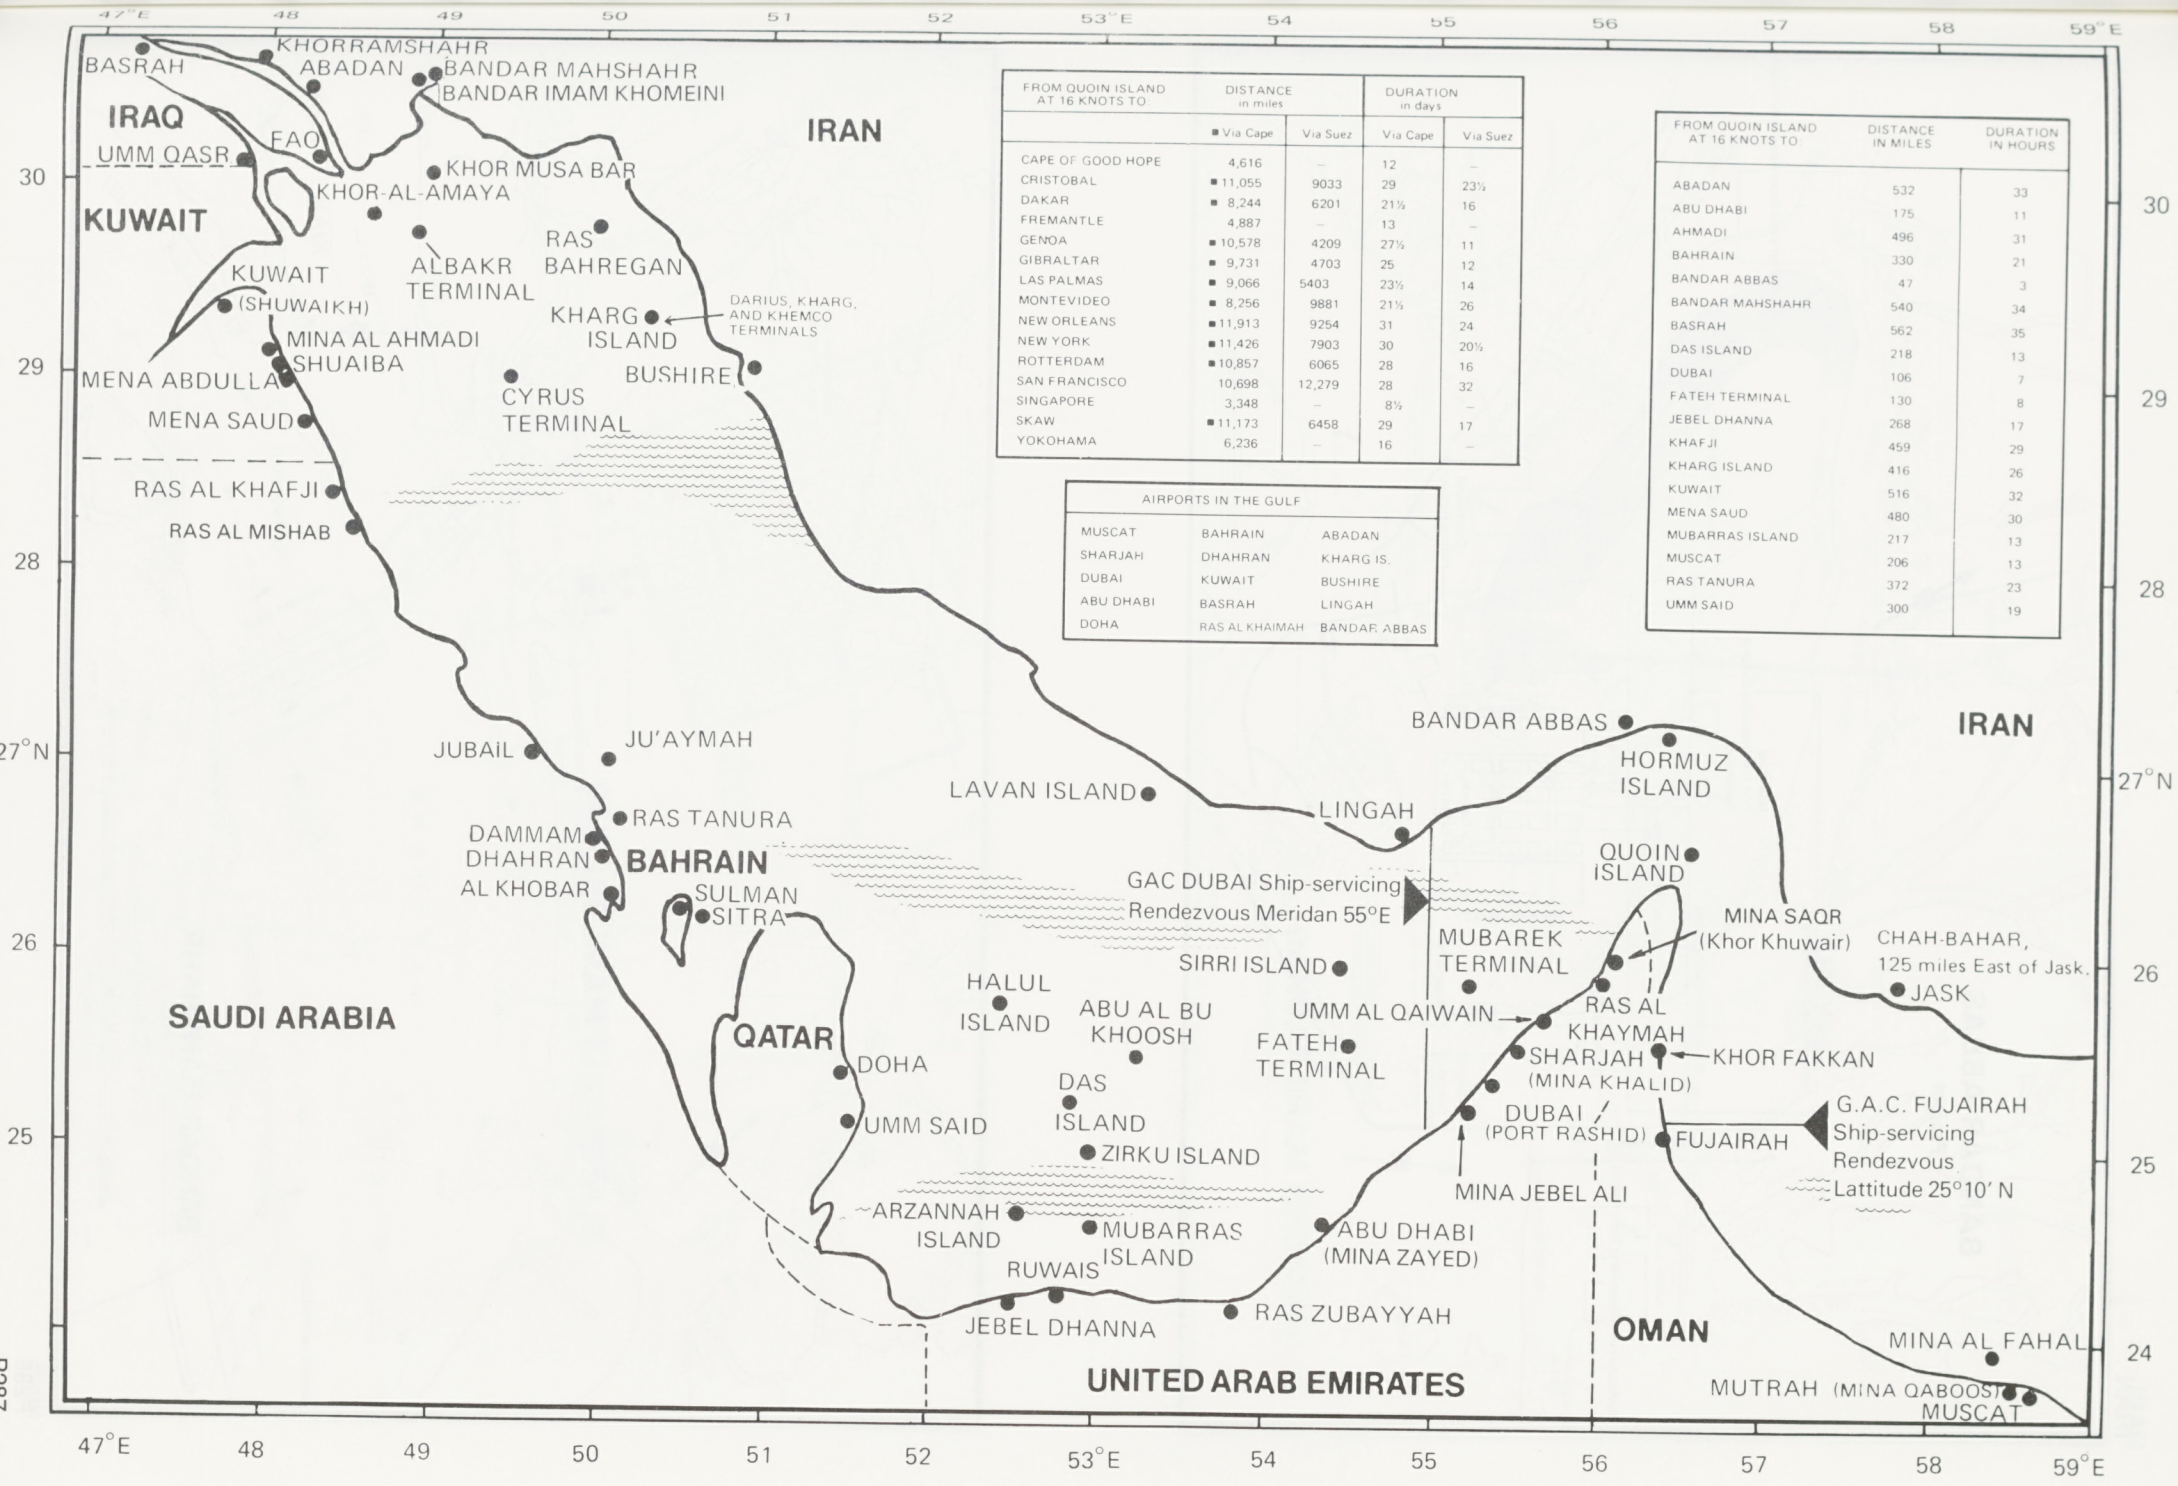 47°E 48 49 50 51 52 53°E 54 55 56 57 58 59°E
BASRAH
KHORRAMSHAHR
ABADAN
BANDAR MAHSHAHR
BANDAR IMAM KHOMEINI
IRAQ
FAO
UMM QASR
KHOR MUSA BAR
KHOR-AL-AMAYA
IRAN
30
KUWAIT
RAS
BAHREGAN
ALBAKR
TERMINAL
KUWAIT
(SHUWAIKH)
KHARG
ISLAND
DARIUS, KHARG,
AND KHEMCO
TERMINALS
MINA AL AHMADI
SHUAIBA
29
MENA ABDULLA
BUSHIRE
CYRUS
TERMINAL
MENA SAUD
RAS AL KHAFJI
RAS AL MISHAB
28
FROM QUOIN ISLAND
AT 16 KNOTS TO:
DISTANCE
in miles
DURATION
in days
■ Via Cape Via Suez Via Cape Via Suez
CAPE OF GOOD HOPE 4,616 – 12 –
CRISTOBAL ■ 11,055 9033 29 23½
DAKAR ■ 8,244 6201 21½ 16
FREMANTLE 4,887 – 13 –
GENOA ■ 10,578 4209 27½ 11
GIBRALTAR ■ 9,731 4703 25 12
LAS PALMAS ■ 9,066 5403 23½ 14
MONTEVIDEO ■ 8,256 9881 21½ 26
NEW ORLEANS ■ 11,913 9254 31 24
NEW YORK ■ 11,426 7903 30 20½
ROTTERDAM ■ 10,857 6065 28 16
SAN FRANCISCO 10,698 12,279 28 32
SINGAPORE 3,348 – 8½ –
SKAW ■ 11,173 6458 29 17
YOKOHAMA 6,236 – 16 –
AIRPORTS IN THE GULF
MUSCAT BAHRAIN ABADAN
SHARJAH DHAHRAN KHARG IS.
DUBAI KUWAIT BUSHIRE
ABU DHABI BASRAH LINGAH
DOHA RAS AL KHAIMAH BANDAR ABBAS
FROM QUOIN ISLAND
AT 16 KNOTS TO:
DISTANCE
IN MILES
DURATION
IN HOURS
ABADAN 532 33
ABU DHABI 175 11
AHMADI 496 31
BAHRAIN 330 21
BANDAR ABBAS 47 3
BANDAR MAHSHAHR 540 34
BASRAH 562 35
DAS ISLAND 218 13
DUBAI 106 7
FATEH TERMINAL 130 8
JEBEL DHANNA 268 17
KHAFJI 459 29
KHARG ISLAND 416 26
KUWAIT 516 32
MENA SAUD 480 30
MUBARRAS ISLAND 217 13
MUSCAT 206 13
RAS TANURA 372 23
UMM SAID 300 19
30
29
28
27°N
JUBAIL
JU'AYMAH
RAS TANURA
DAMMAM
DHAHRAN
BAHRAIN
AL KHOBAR
SULMAN
SITRA
26
SAUDI ARABIA
QATAR
DOHA
UMM SAID
25
LAVAN ISLAND
LINGAH
BANDAR ABBAS
HORMUZ
ISLAND
IRAN
27°N
QUOIN
ISLAND
GAC DUBAI Ship-servicing
Rendezvous Meridan 55°E
MINA SAQR
(Khor Khuwair)
CHAH-BAHAR,
125 miles East of Jask.
JASK
26
MUBAREK
TERMINAL
SIRRI ISLAND
HALUL
ISLAND
ABU AL BU
KHOOSH
UMM AL QAIWAIN
RAS AL
KHAYMAH
FATEH
TERMINAL
SHARJAH
(MINA KHALID)
KHOR FAKKAN
DAS
ISLAND
DUBAI
(PORT RASHID)
FUJAIRAH
G.A.C. FUJAIRAH
Ship-servicing
Rendezvous
Lattitude 25°10' N
25
ZIRKU ISLAND
MINA JEBEL ALI
ARZANNAH
ISLAND
MUBARRAS
ISLAND
ABU DHABI
(MINA ZAYED)
RUWAIS
JEBEL DHANNA
RAS ZUBAYYAH
OMAN
UNITED ARAB EMIRATES
MINA AL FAHAL
24
MUTRAH (MINA QABOOS)
MUSCAT
47°E 48 49 50 51 52 53°E 54 55 56 57 58 59°E